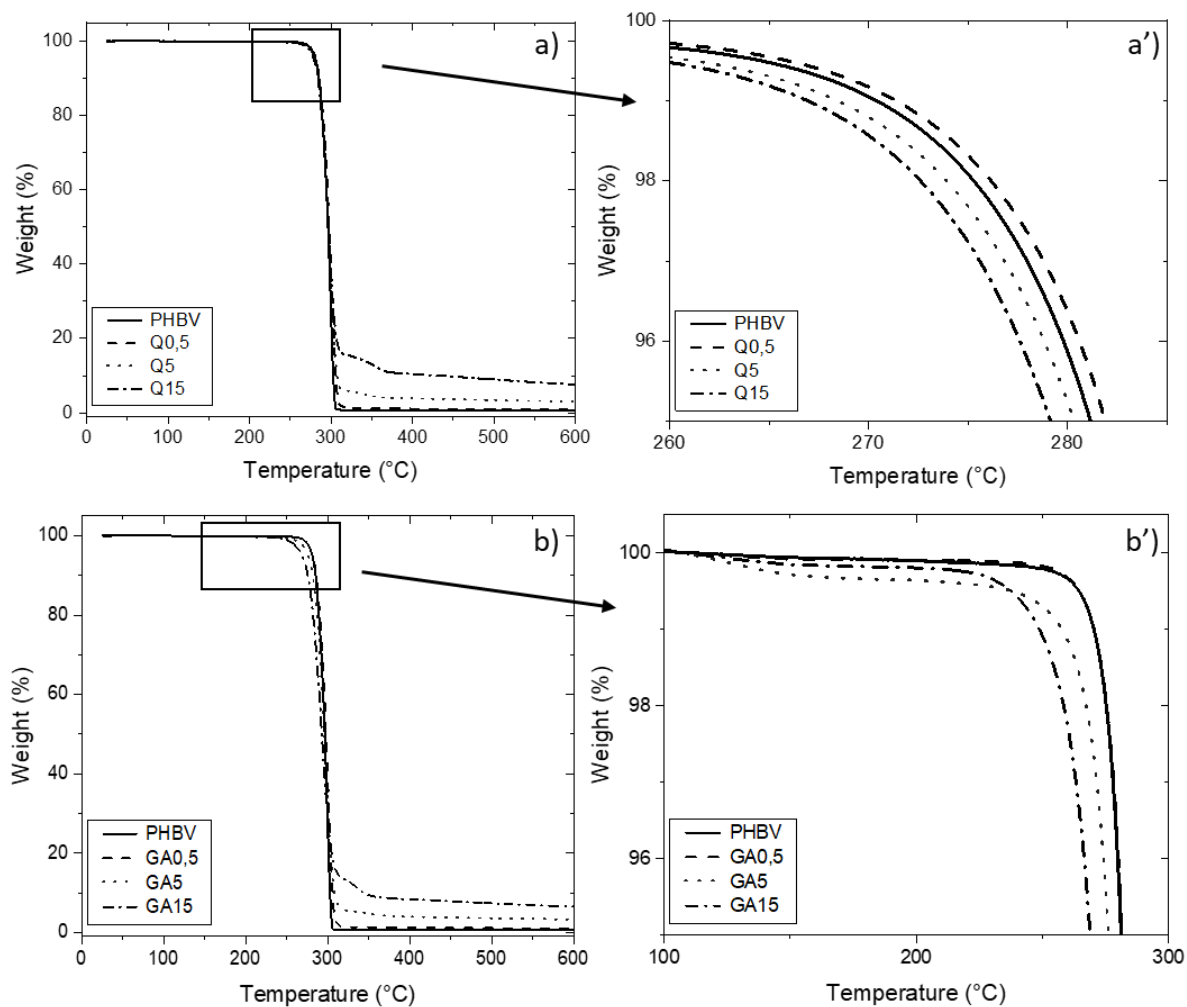 a)
100
80
60
40
20
0
Weight (%)
PHBV
Q0,5
Q5
Q15
0 100 200 300 400 500 600
Temperature (°C)
a')
100
98
96
Weight (%)
PHBV
Q0,5
Q5
Q15
260 270 280
Temperature (°C)
b)
100
80
60
40
20
0
Weight (%)
PHBV
GA0,5
GA5
GA15
0 100 200 300 400 500 600
Temperature (°C)
b')
100
98
96
Weight (%)
PHBV
GA0,5
GA5
GA15
100 200 300
Temperature (°C)